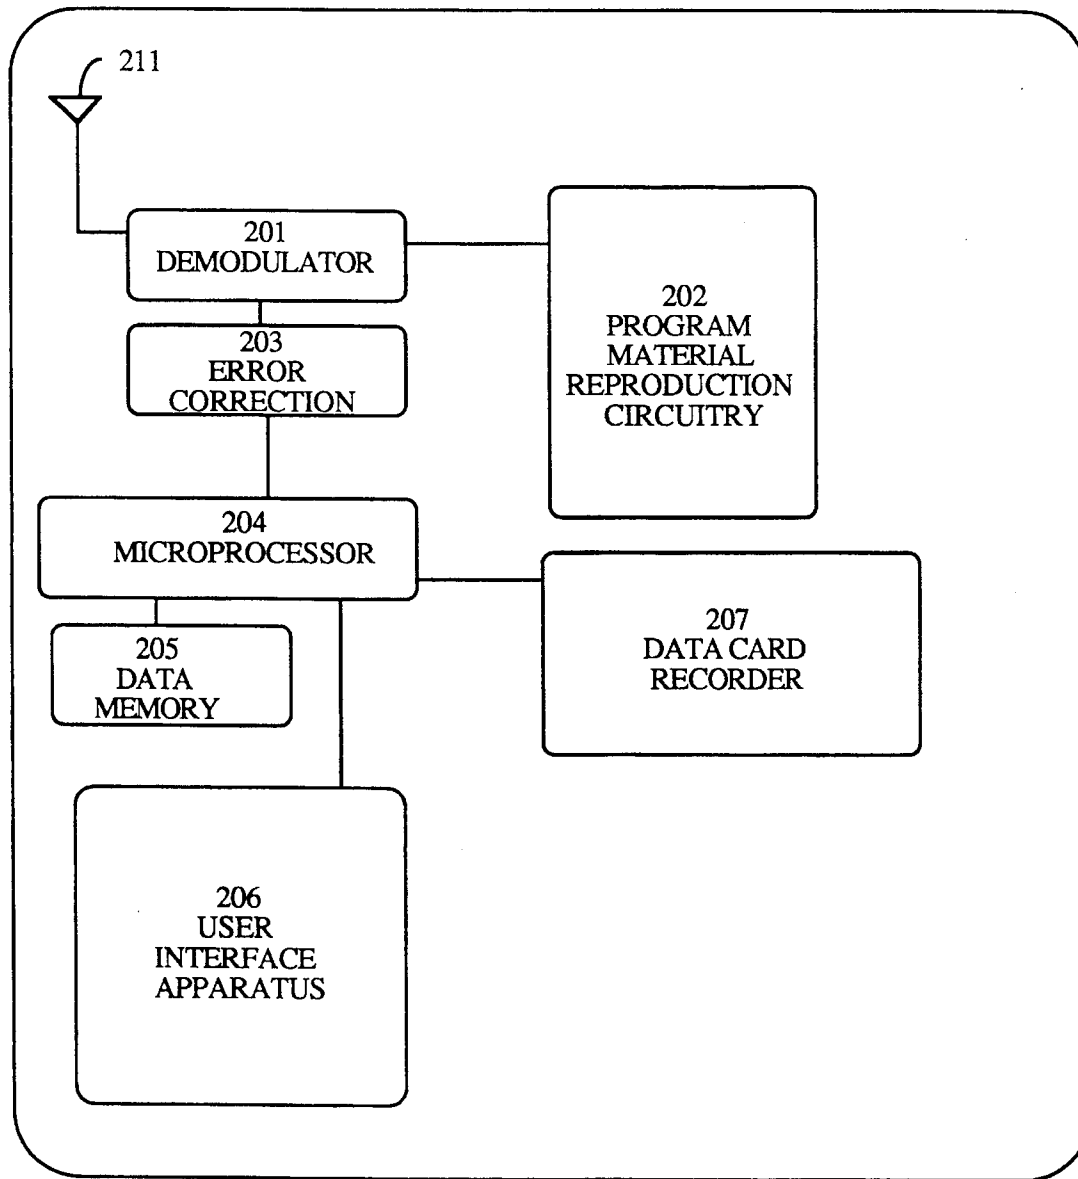 211
201
DEMODULATOR
203
ERROR
CORRECTION
202
PROGRAM
MATERIAL
REPRODUCTION
CIRCUITRY
204
MICROPROCESSOR
205
DATA
MEMORY
207
DATA CARD
RECORDER
206
USER
INTERFACE
APPARATUS